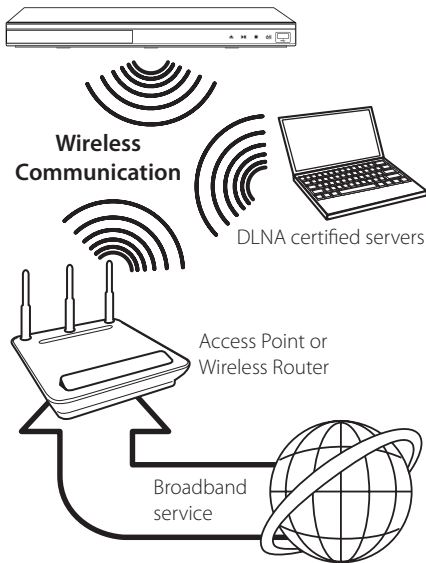 Wireless
Communication
DLNA certified servers
Access Point or
Wireless Router
Broadband
service